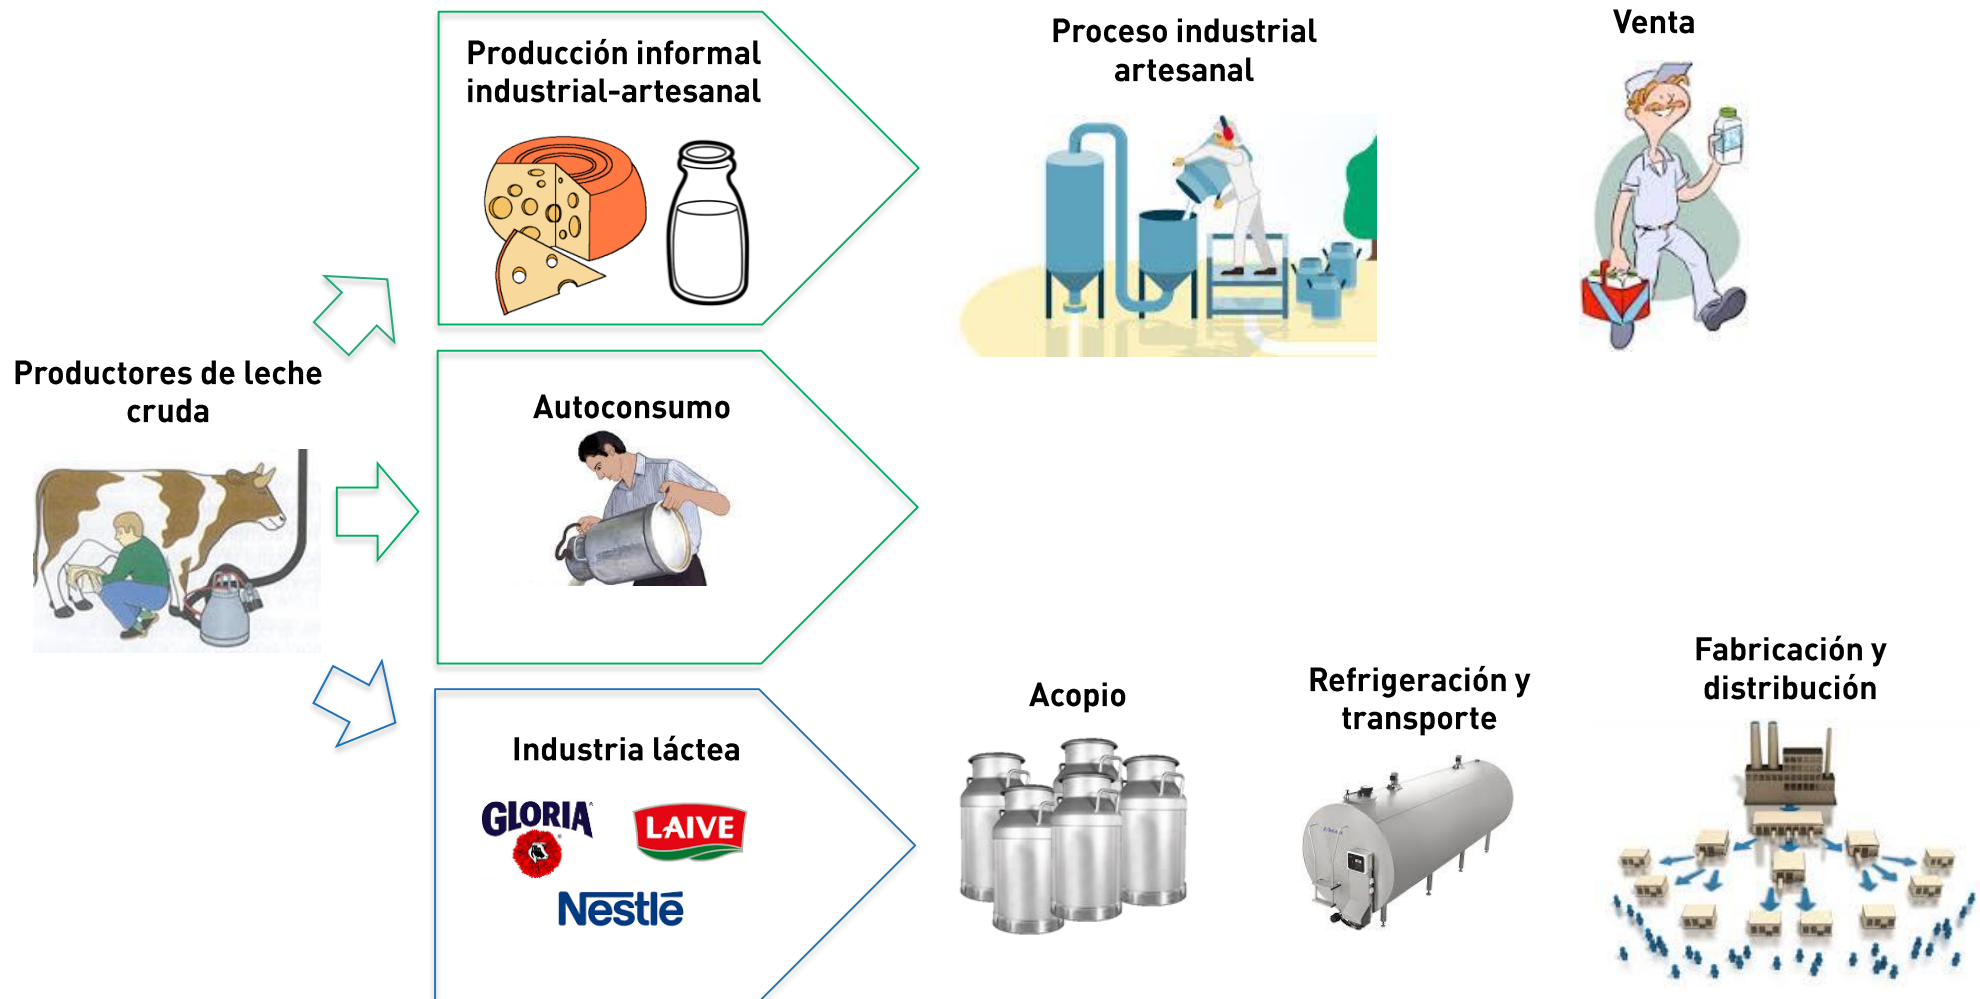 Producción informal
industrial-artesanal
Proceso industrial
artesanal
Venta
Productores de leche
cruda
Autoconsumo
Industria láctea
GLORIA
LAIVE
Nestlé
Acopio
Refrigeración y
transporte
Fabricación y
distribución